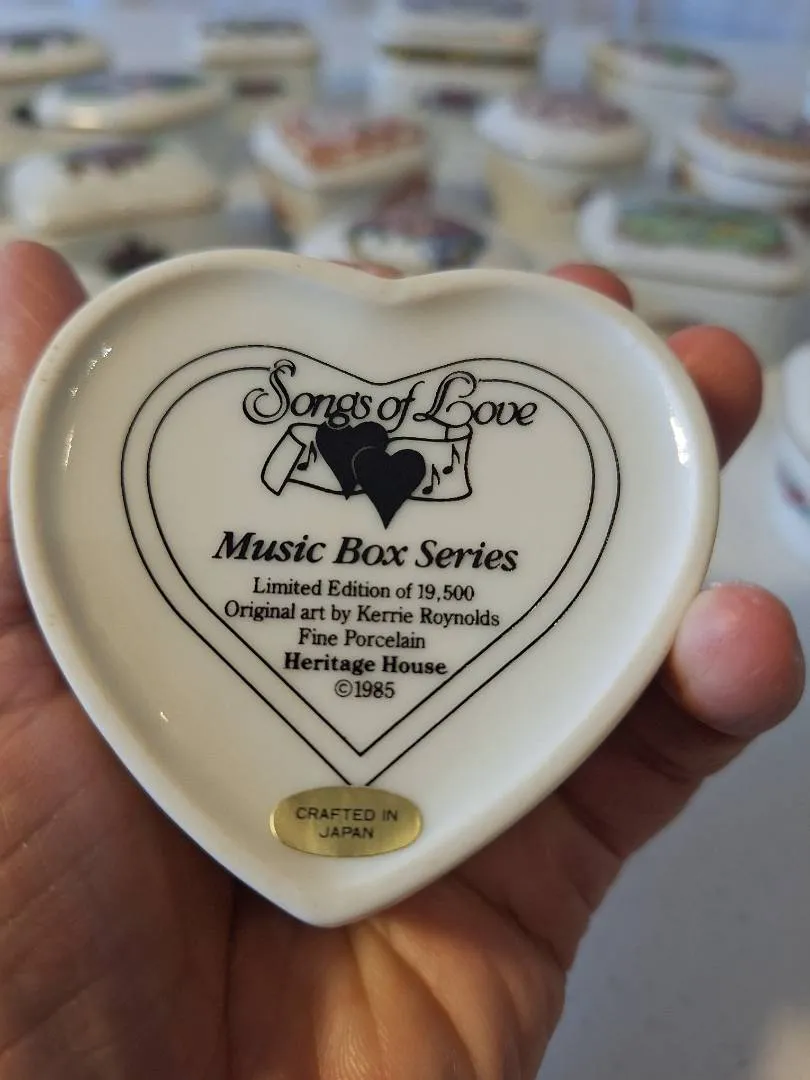 Songs of Love
Music Box Series
Limited Edition of 19,500
Original art by Kerrie Roynolds
Fine Porcelain
Heritage House
©1985
CRAFTED IN
JAPAN